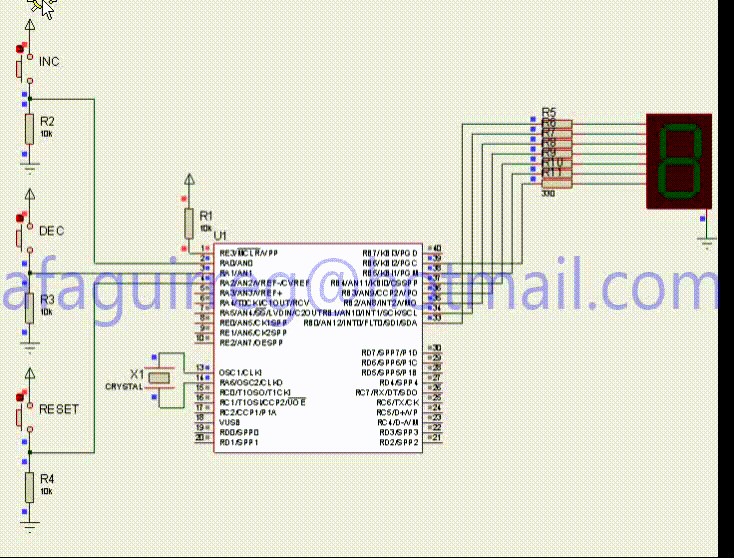 INC
R2
10k
DEC
R3
10k
RESET
R4
10k
R1
10k
U1
X1
CRYSTAL
1
2
3
4
5
6
7
8
9
10
13
14
15
16
17
18
19
20
RE3/MCLR/VPP
RA0/AN0
RA1/AN1
RA2/AN2/VREF-/CVREF
RA3/AN3/VREF+
RA4/T0CKI/C1OUT/RCV
RA5/AN4/SS/LVDIN/C2OUT
RE0/AN5/CK1SPP
RE1/AN6/CK2SPP
RE2/AN7/OESPP
OSC1/CLKI
RA6/OSC2/CLKO
RC0/T1OSO/T1CKI
RC1/T1OSI/CCP2/UOE
RC2/CCP1/P1A
VUSB
RD0/SPP0
RD1/SPP1
RB7/KBI3/PGD
RB6/KBI2/PGC
RB5/KBI1/PGM
RB4/AN11/KBI0/CSSPP
RB3/AN9/CCP2/VPO
RB2/AN8/INT2/VMO
RB1/AN10/INT1/SCK/SCL
RB0/AN12/INT0/FLT0/SDI/SDA
RD7/SPP7/P1D
RD6/SPP6/P1C
RD5/SPP5/P1B
RD4/SPP4
RC7/RX/DT/SDO
RC6/TX/CK
RC5/D+/VP
RC4/D-/VM
RD3/SPP3
RD2/SPP2
40
39
38
37
36
35
34
33
30
29
28
27
26
25
24
23
22
21
R5
R6
R7
R8
R9
R10
R11
330
8